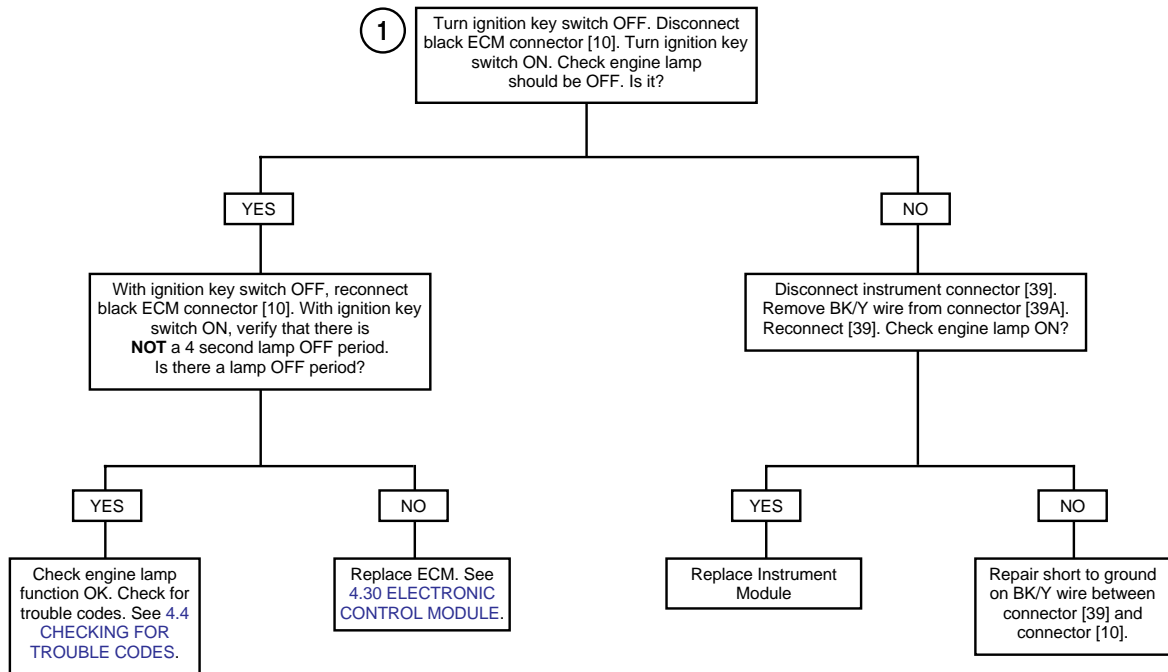 1
Turn ignition key switch OFF. Disconnect
black ECM connector [10]. Turn ignition key
switch ON. Check engine lamp
should be OFF. Is it?
YES
NO
With ignition key switch OFF, reconnect
black ECM connector [10]. With ignition key
switch ON, verify that there is
NOT a 4 second lamp OFF period.
Is there a lamp OFF period?
Disconnect instrument connector [39].
Remove BK/Y wire from connector [39A].
Reconnect [39]. Check engine lamp ON?
YES
NO
YES
NO
Check engine lamp
function OK. Check for
trouble codes. See 4.4
CHECKING FOR
TROUBLE CODES.
Replace ECM. See
4.30 ELECTRONIC
CONTROL MODULE.
Replace Instrument
Module
Repair short to ground
on BK/Y wire between
connector [39] and
connector [10].